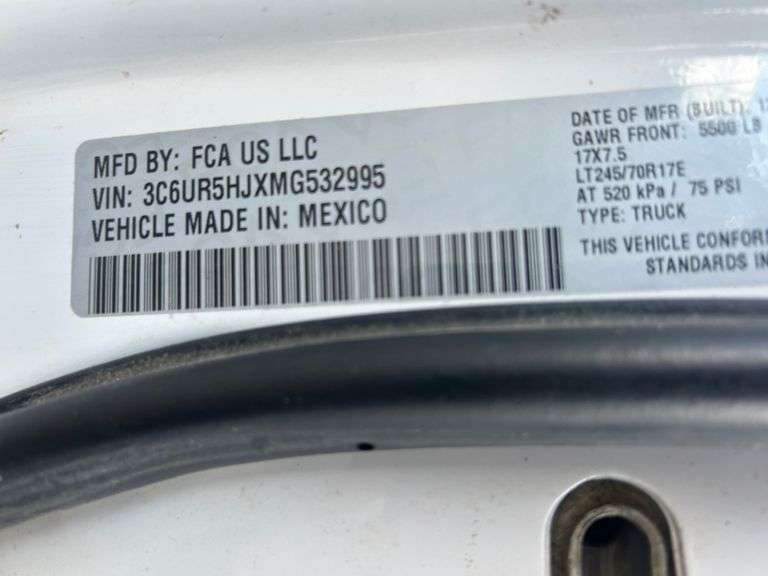 MFD BY: FCA US LLC
VIN: 3C6UR5HJXMG532995
VEHICLE MADE IN: MEXICO
DATE OF MFR (BUILT):
GAWR FRONT: 5500 LB
17X7.5
LT245/70R17E
AT 520 kPa/ 75 PSI
TYPE: TRUCK
THIS VEHICLE CONFOR
STANDARDS IN